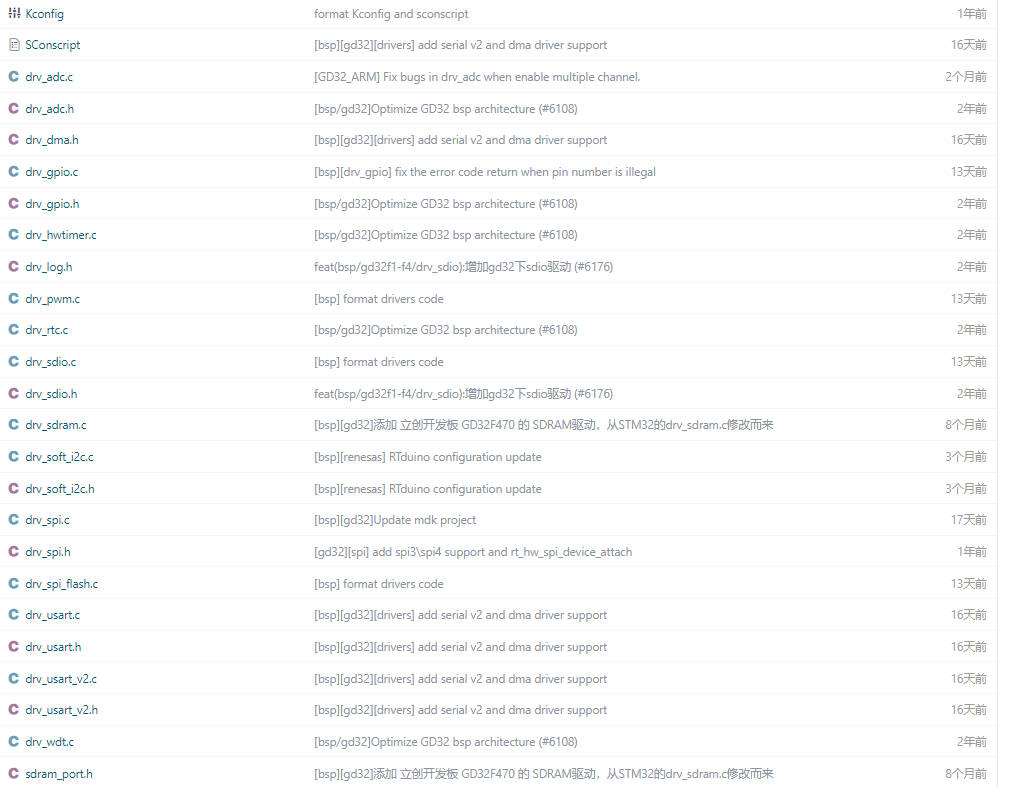 Kconfig format Kconfig and sconscript 1年前
SConscript [bsp][gd32][drivers] add serial v2 and dma driver support 16天前
drv_adc.c [GD32_ARM] Fix bugs in drv_adc when enable multiple channel. 2个月前
drv_adc.h [bsp/gd32]Optimize GD32 bsp architecture (#6108) 2年前
drv_dma.h [bsp][gd32][drivers] add serial v2 and dma driver support 16天前
drv_gpio.c [bsp][drv_gpio] fix the error code return when pin number is illegal 13天前
drv_gpio.h [bsp/gd32]Optimize GD32 bsp architecture (#6108) 2年前
drv_hwtimer.c [bsp/gd32]Optimize GD32 bsp architecture (#6108) 2年前
drv_log.h feat(bsp/gd32f1-f4/drv_sdio):增加gd32下sdio驱动 (#6176) 2年前
drv_pwm.c [bsp] format drivers code 13天前
drv_rtc.c [bsp/gd32]Optimize GD32 bsp architecture (#6108) 2年前
drv_sdio.c [bsp] format drivers code 13天前
drv_sdio.h feat(bsp/gd32f1-f4/drv_sdio):增加gd32下sdio驱动 (#6176) 2年前
drv_sdram.c [bsp][gd32]添加 立创开发板 GD32F470 的 SDRAM驱动，从STM32的drv_sdram.c修改而来 8个月前
drv_soft_i2c.c [bsp][renesas] RTduino configuration update 3个月前
drv_soft_i2c.h [bsp][renesas] RTduino configuration update 3个月前
drv_spi.c [bsp][gd32]Update mdk project 17天前
drv_spi.h [gd32][spi] add spi3\spi4 support and rt_hw_spi_device_attach 1年前
drv_spi_flash.c [bsp] format drivers code 13天前
drv_usart.c [bsp][gd32][drivers] add serial v2 and dma driver support 16天前
drv_usart.h [bsp][gd32][drivers] add serial v2 and dma driver support 16天前
drv_usart_v2.c [bsp][gd32][drivers] add serial v2 and dma driver support 16天前
drv_usart_v2.h [bsp][gd32][drivers] add serial v2 and dma driver support 16天前
drv_wdt.c [bsp/gd32]Optimize GD32 bsp architecture (#6108) 2年前
sdram_port.h [bsp][gd32]添加 立创开发板 GD32F470 的 SDRAM驱动，从STM32的drv_sdram.c修改而来 8个月前